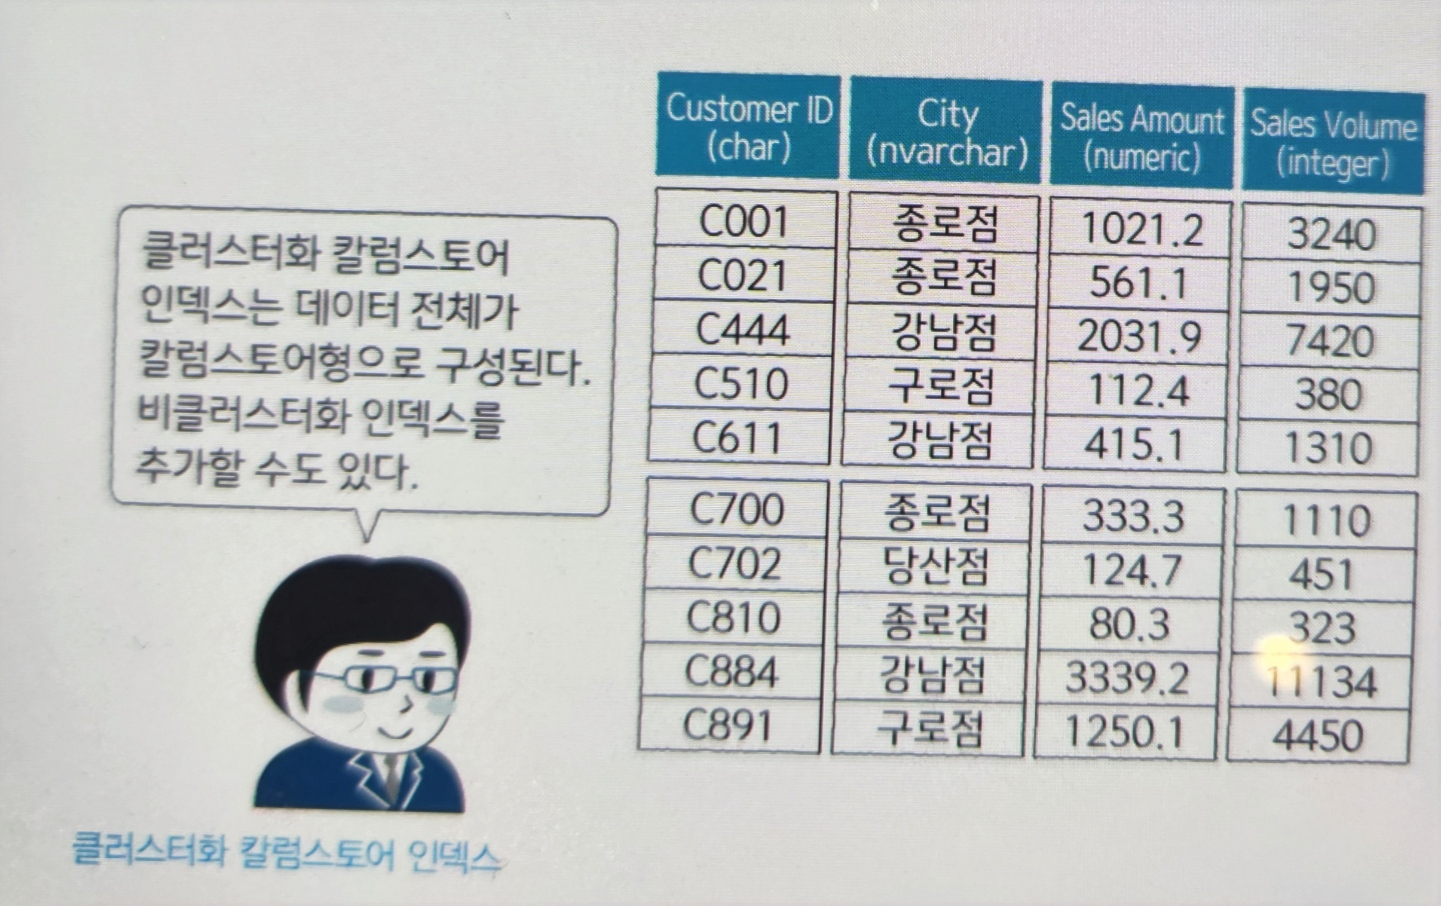 Customer ID (char) City (nvarchar) Sales Amount (numeric) Sales Volume (integer)
C001 종로점 1021.2 3240
C021 종로점 561.1 1950
C444 강남점 2031.9 7420
C510 구로점 112.4 380
C611 강남점 415.1 1310
C700 종로점 333.3 1110
C702 당산점 124.7 451
C810 종로점 80.3 323
C884 강남점 3339.2 11134
C891 구로점 1250.1 4450
클러스터화 칼럼스토어
인덱스는 데이터 전체가
칼럼스토어형으로 구성된다.
비클러스터화 인덱스를
추가할 수도 있다.
클러스터화 칼럼스토어 인덱스